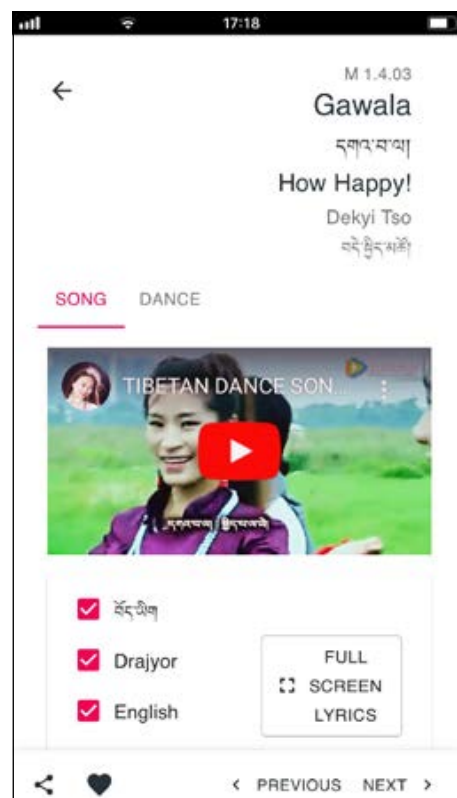 17:18
M 1.4.03
Gawala
དགའ་བ་ལ།
How Happy!
Dekyi Tso
བདེ་སྐྱིད་མཚོ།
SONG DANCE
TIBETAN DANCE SON...
བོད་ཡིག
Drajyor
English
FULL
SCREEN
LYRICS
PREVIOUS NEXT